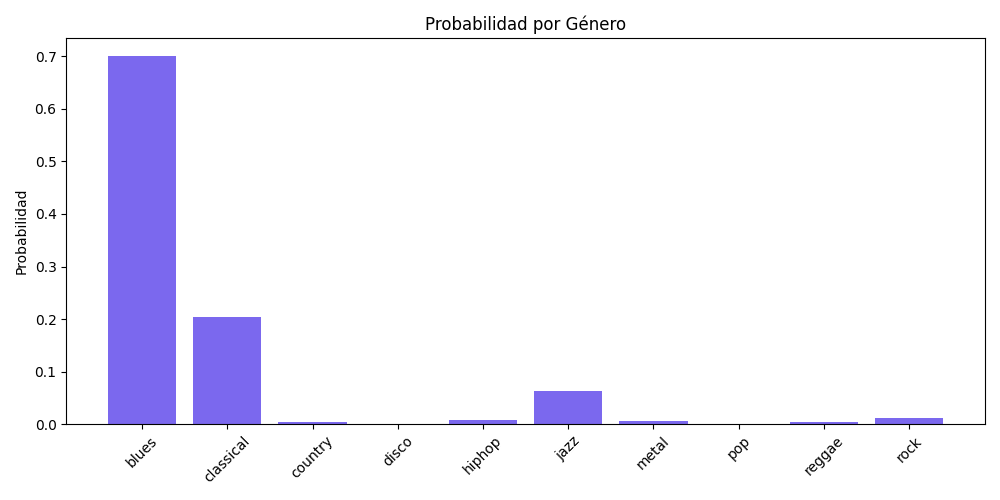 Probabilidad por Género
Probabilidad
0.7
0.6
0.5
0.4
0.3
0.2
0.1
0.0
blues
classical
country
disco
hiphop
jazz
metal
pop
reggae
rock